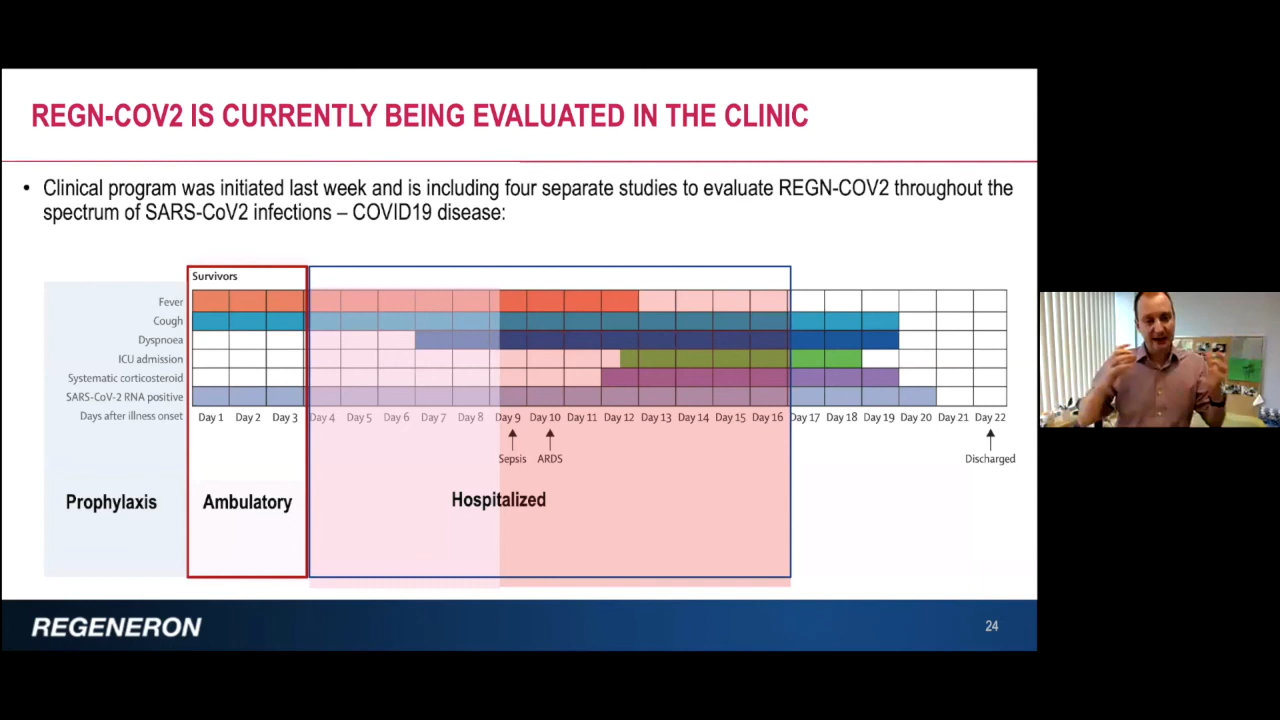 REGN-COV2 IS CURRENTLY BEING EVALUATED IN THE CLINIC
• Clinical program was initiated last week and is including four separate studies to evaluate REGN-COV2 throughout the
spectrum of SARS-CoV2 infections – COVID19 disease:
Survivors
Fever
Cough
Dyspnoea
ICU admission
Systematic corticosteroid
SARS-CoV-2 RNA positive
Days after illness onset Day 1 Day 2 Day 3 Day 4 Day 5 Day 6 Day 7 Day 8 Day 9 Day 10 Day 11 Day 12 Day 13 Day 14 Day 15 Day 16 Day 17 Day 18 Day 19 Day 20 Day 21 Day 22
Sepsis ARDS Discharged
Prophylaxis Ambulatory Hospitalized
REGENERON 24